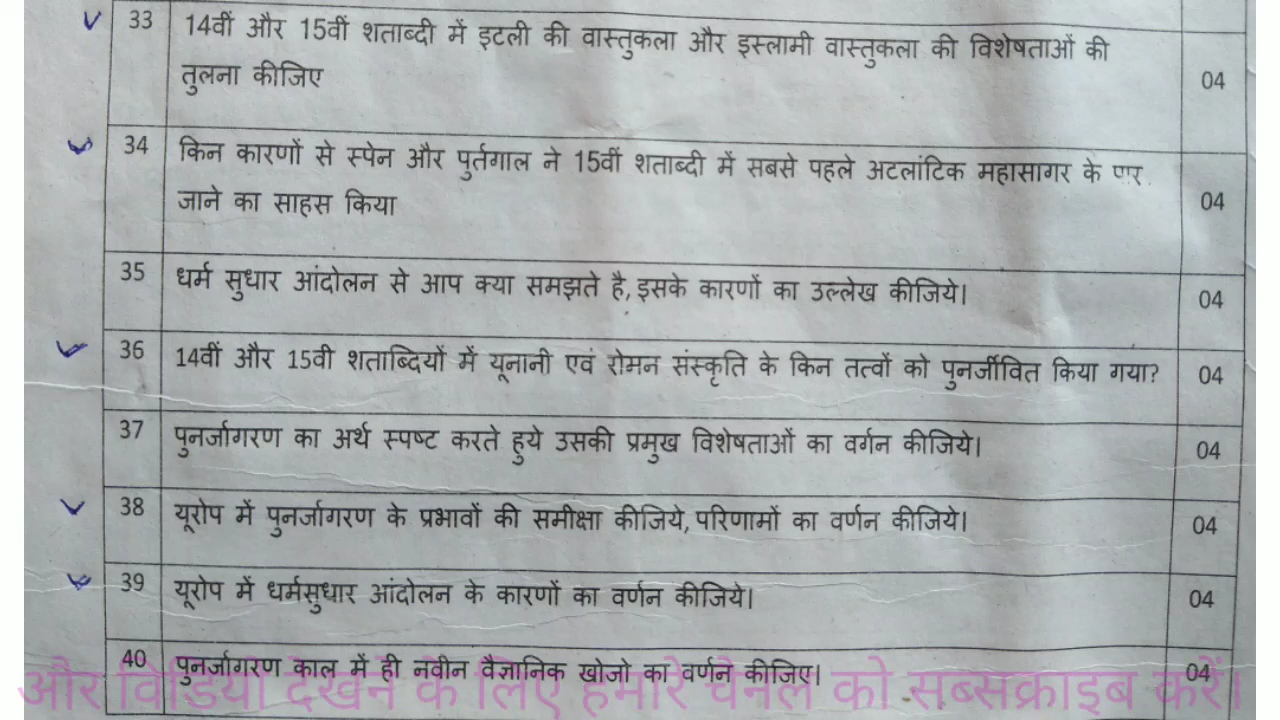 33 14वीं और 15वीं शताब्दी में इटली की वास्तुकला और इस्लामी वास्तुकला की विशेषताओं की
तुलना कीजिए 04
34 किन कारणों से स्पेन और पुर्तगाल ने 15वीं शताब्दी में सबसे पहले अटलांटिक महासागर के पार
जाने का साहस किया 04
35 धर्म सुधार आंदोलन से आप क्या समझते है, इसके कारणों का उल्लेख कीजिये। 04
36 14वीं और 15वी शताब्दियों में यूनानी एवं रोमन संस्कृति के किन तत्वों को पुनर्जीवित किया गया? 04
37 पुनर्जागरण का अर्थ स्पष्ट करते हुये उसकी प्रमुख विशेषताओं का वर्गन कीजिये। 04
38 यूरोप में पुनर्जागरण के प्रभावों की समीक्षा कीजिये, परिणामों का वर्णन कीजिये। 04
39 यूरोप में धर्मसुधार आंदोलन के कारणों का वर्णन कीजिये। 04
40 पुनर्जागरण काल में ही नवीन वैज्ञानिक खोजो का वर्णन कीजिए। 04
और विडियो देखने के लिए हमारे चैनल को सब्सक्राइब करें।